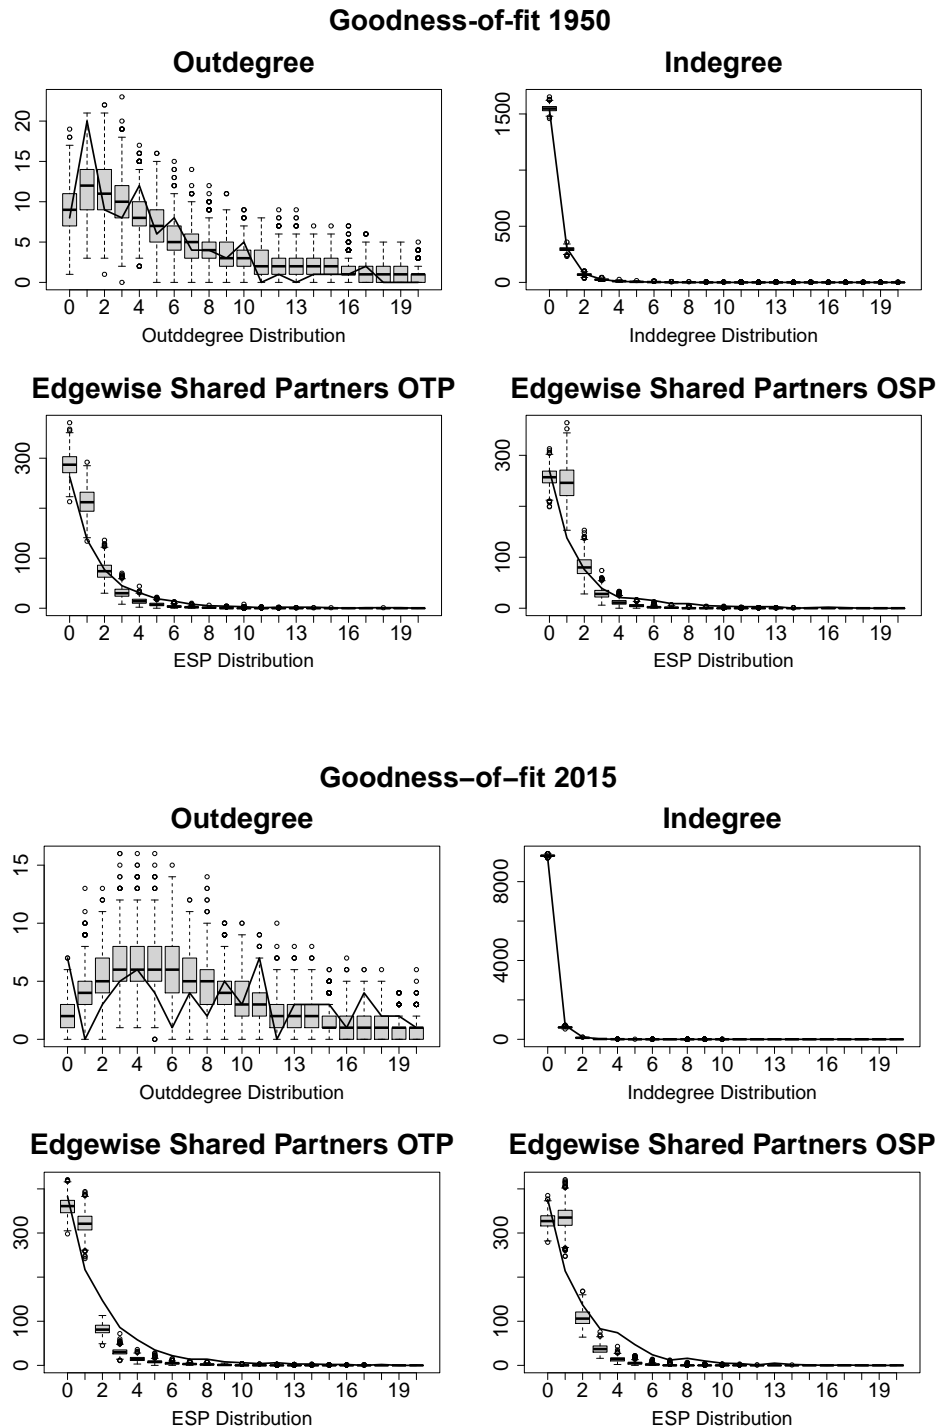 Goodness-of-fit 1950
Outdegree
Indegree
20
15
10
5
0
0 2 4 6 8 10 13 16 19
Outddegree Distribution
1500
500
0
0 2 4 6 8 10 13 16 19
Inddegree Distribution
Edgewise Shared Partners OTP
Edgewise Shared Partners OSP
300
100
0
0 2 4 6 8 10 13 16 19
ESP Distribution
300
100
0
0 2 4 6 8 10 13 16 19
ESP Distribution
Goodness−of−fit 2015
Outdegree
Indegree
15
10
5
0
0 2 4 6 8 10 13 16 19
Outddegree Distribution
8000
4000
0
0 2 4 6 8 10 13 16 19
Inddegree Distribution
Edgewise Shared Partners OTP
Edgewise Shared Partners OSP
300
100
0
0 2 4 6 8 10 13 16 19
ESP Distribution
300
100
0
0 2 4 6 8 10 13 16 19
ESP Distribution